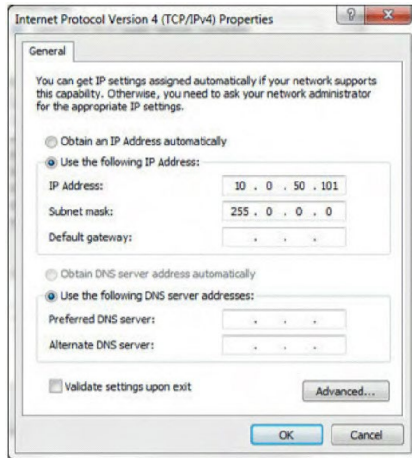 Internet Protocol Version 4 (TCP/IPv4) Properties
General
You can get IP settings assigned automatically if your network supports
this capability. Otherwise, you need to ask your network administrator
for the appropriate IP settings.
Obtain an IP Address automatically
Use the following IP Address:
IP Address: 10 . 0 . 50 . 101
Subnet mask: 255 . 0 . 0 . 0
Default gateway: . . .
Obtain DNS server address automatically
Use the following DNS server addresses:
Preferred DNS server: . . .
Alternate DNS server: . . .
Validate settings upon exit
Advanced...
OK Cancel